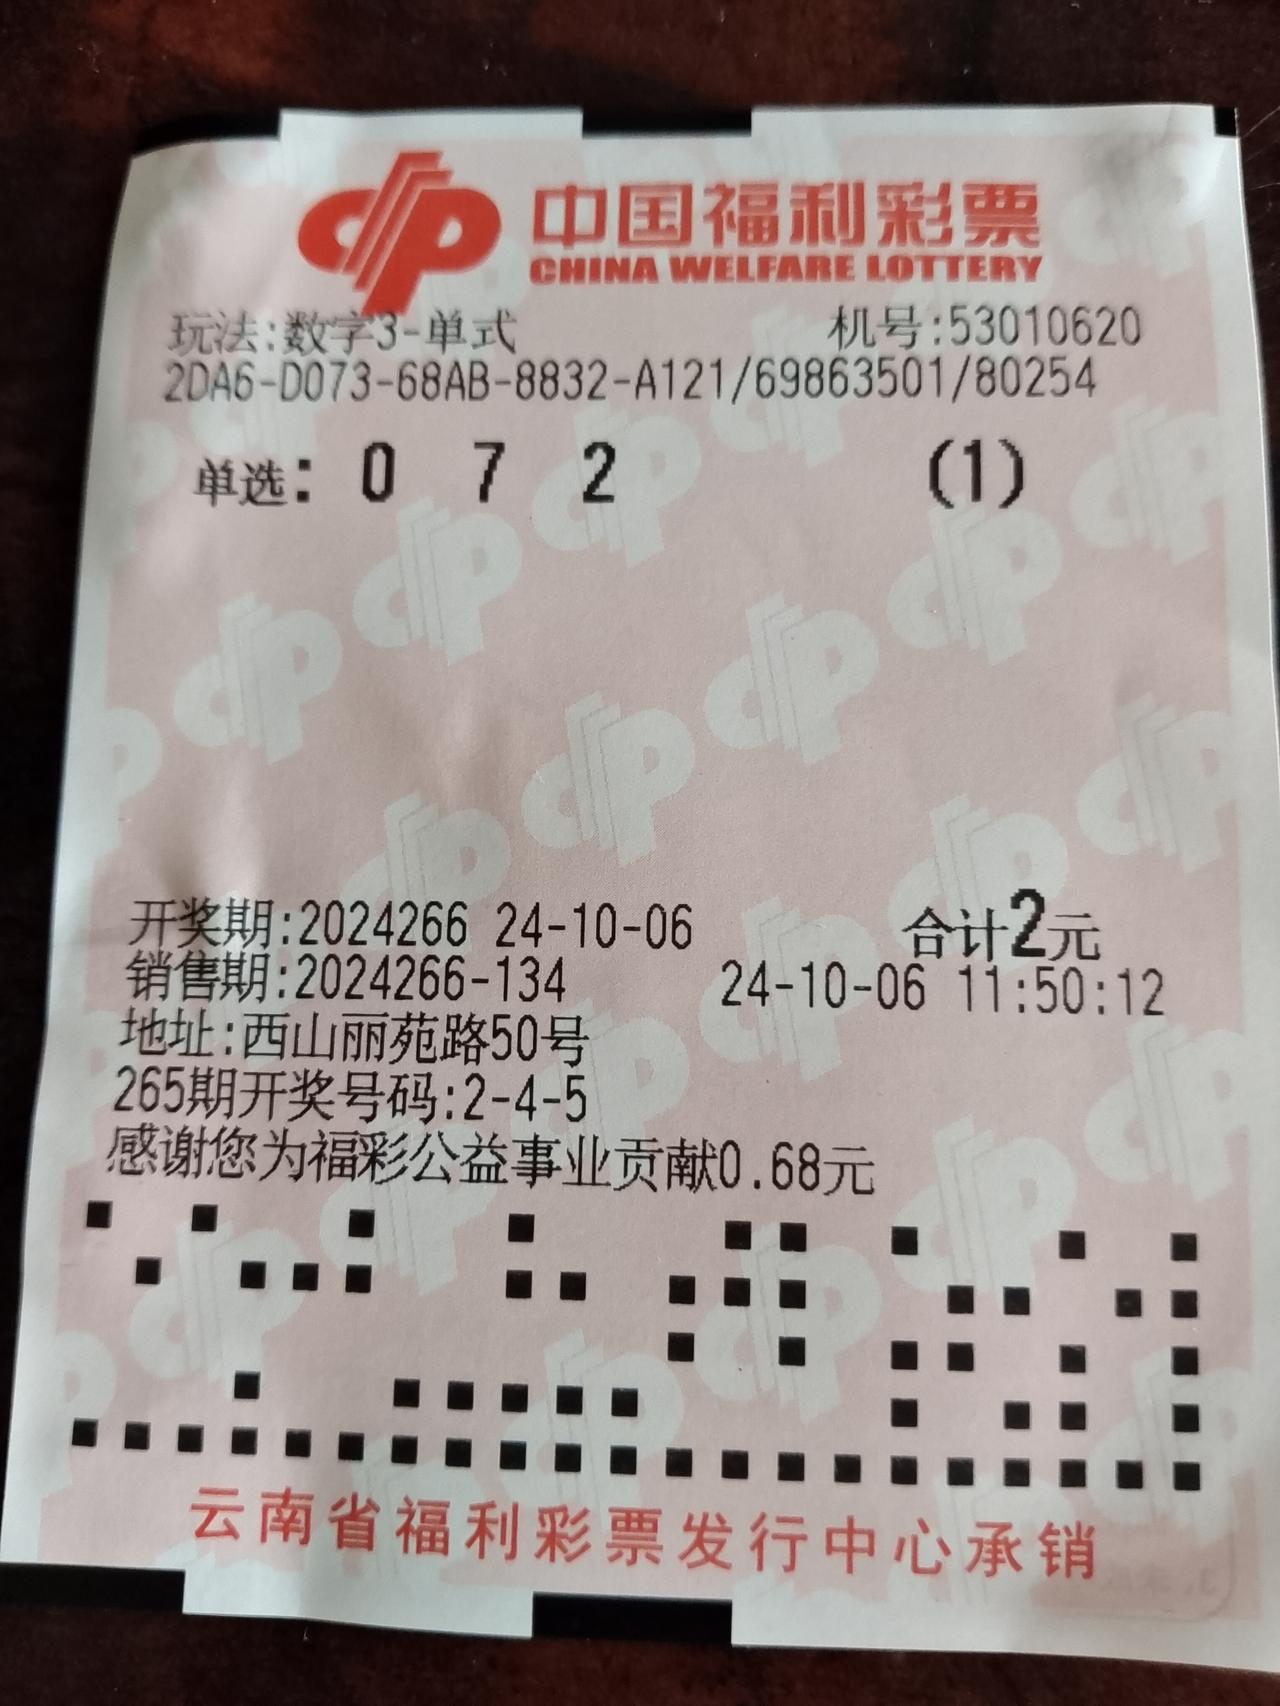 中国福利彩票
CHINA WELFARE LOTTERY
玩法:数字3-单式 机号:53010620
2DA6-D073-68AB-8832-A121/69863501/80254
单选: 0 7 2 (1)
开奖期:2024266 24-10-06 合计2元
销售期:2024266-134 24-10-06 11:50:12
地址:西山丽苑路50号
265期开奖号码:2-4-5
感谢您为福彩公益事业贡献0.68元
云南省福利彩票发行中心承销